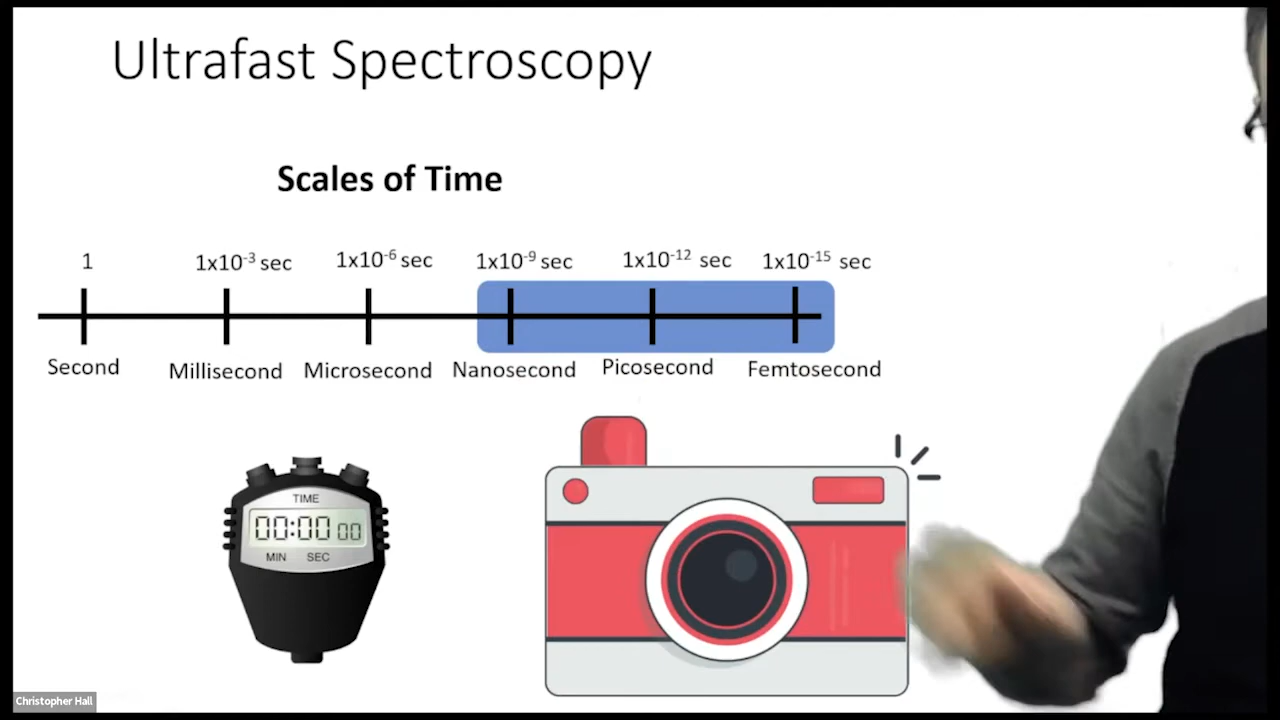 Ultrafast Spectroscopy
Scales of Time
1 1x10⁻³ sec 1x10⁻⁶ sec 1x10⁻⁹ sec 1x10⁻¹² sec 1x10⁻¹⁵ sec
Second Millisecond Microsecond Nanosecond Picosecond Femtosecond
TIME
00:00 00
MIN SEC
Christopher Hall